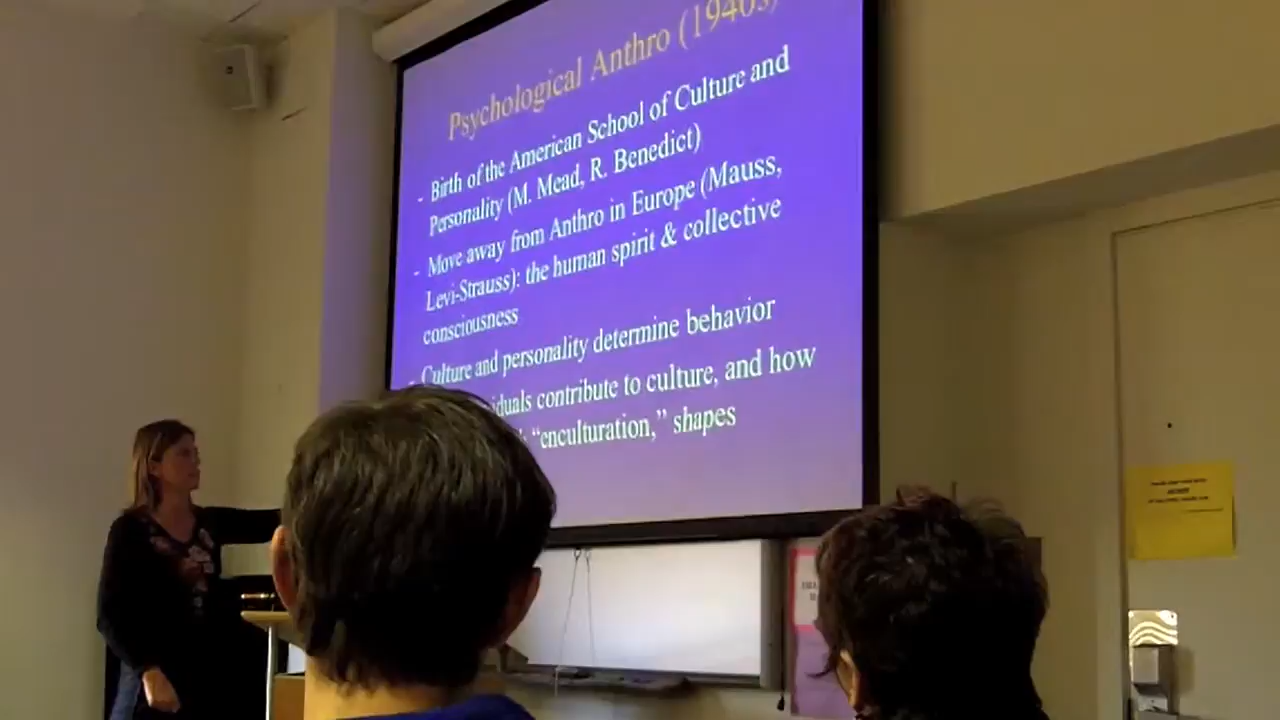 Psychological Anthro (1940s)
- Birth of the American School of Culture and
Personality (M. Mead, R. Benedict)
- Move away from Anthro in Europe (Mauss,
Levi-Strauss): the human spirit & collective
consciousness
Culture and personality determine behavior
iduals contribute to culture, and how
“enculturation,” shapes